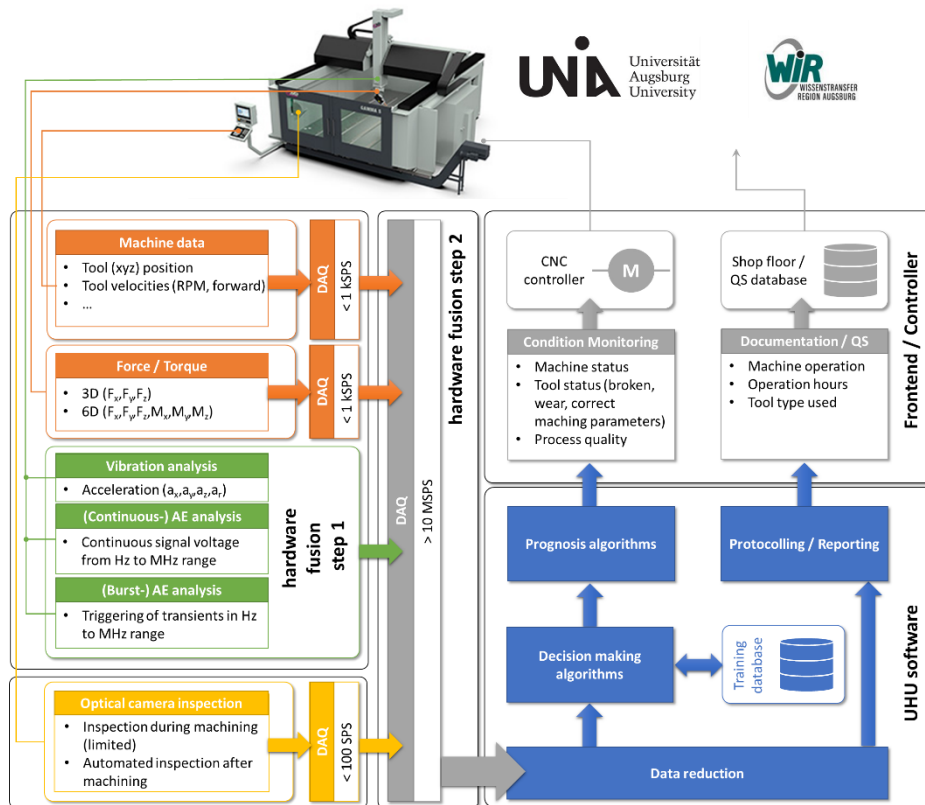 UNIA
Universität
Augsburg
University
WiR
WISSENSTRANSFER
REGION AUGSBURG
Machine data
• Tool (xyz) position
• Tool velocities (RPM, forward)
• ...
DAQ
< 1 kSPS
Force / Torque
• 3D (Fx,Fy,Fz)
• 6D (Fx,Fy,Fz,Mx,My,Mz)
DAQ
< 1 kSPS
Vibration analysis
• Acceleration (ax,ay,az,ar)
(Continuous-) AE analysis
• Continuous signal voltage
from Hz to MHz range
(Burst-) AE analysis
• Triggering of transients in Hz
to MHz range
hardware
fusion
step 1
Optical camera inspection
• Inspection during machining
(limited)
• Automated inspection after
machining
DAQ
< 100 SPS
DAQ
> 10 MSPS
hardware fusion step 2
CNC
controller
M
Shop floor /
QS database
Condition Monitoring
• Machine status
• Tool status (broken,
wear, correct
maching parameters)
• Process quality
Documentation / QS
• Machine operation
• Operation hours
• Tool type used
Frontend / Controller
Prognosis algorithms
Protocolling / Reporting
Decision making
algorithms
Training
database
Data reduction
UHU software